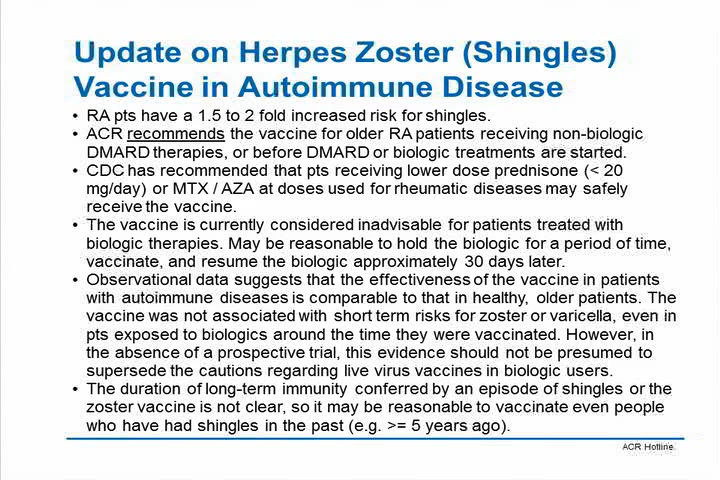 Update on Herpes Zoster (Shingles)
Vaccine in Autoimmune Disease
• RA pts have a 1.5 to 2 fold increased risk for shingles.
• ACR recommends the vaccine for older RA patients receiving non-biologic
DMARD therapies, or before DMARD or biologic treatments are started.
• CDC has recommended that pts receiving lower dose prednisone (< 20
mg/day) or MTX / AZA at doses used for rheumatic diseases may safely
receive the vaccine.
• The vaccine is currently considered inadvisable for patients treated with
biologic therapies. May be reasonable to hold the biologic for a period of time,
vaccinate, and resume the biologic approximately 30 days later.
• Observational data suggests that the effectiveness of the vaccine in patients
with autoimmune diseases is comparable to that in healthy, older patients. The
vaccine was not associated with short term risks for zoster or varicella, even in
pts exposed to biologics around the time they were vaccinated. However, in
the absence of a prospective trial, this evidence should not be presumed to
supersede the cautions regarding live virus vaccines in biologic users.
• The duration of long-term immunity conferred by an episode of shingles or the
zoster vaccine is not clear, so it may be reasonable to vaccinate even people
who have had shingles in the past (e.g. >= 5 years ago).
ACR Hotline.